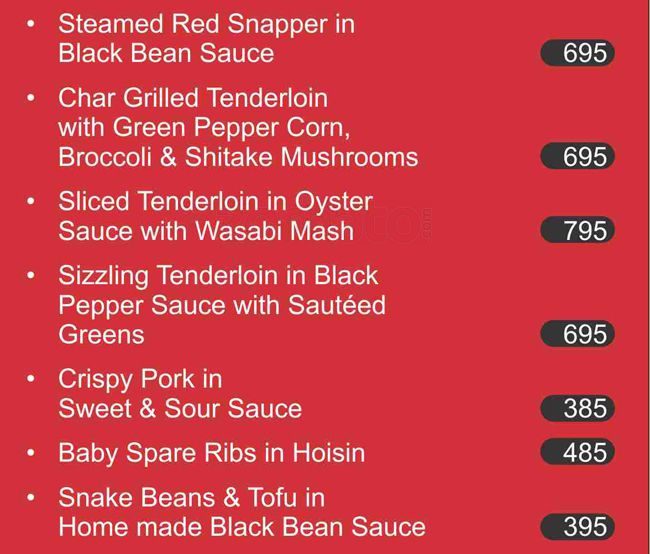 • Steamed Red Snapper in
Black Bean Sauce 695
• Char Grilled Tenderloin
with Green Pepper Corn,
Broccoli & Shitake Mushrooms 695
• Sliced Tenderloin in Oyster
Sauce with Wasabi Mash 795
• Sizzling Tenderloin in Black
Pepper Sauce with Sautéed
Greens 695
• Crispy Pork in
Sweet & Sour Sauce 385
• Baby Spare Ribs in Hoisin 485
• Snake Beans & Tofu in
Home made Black Bean Sauce 395